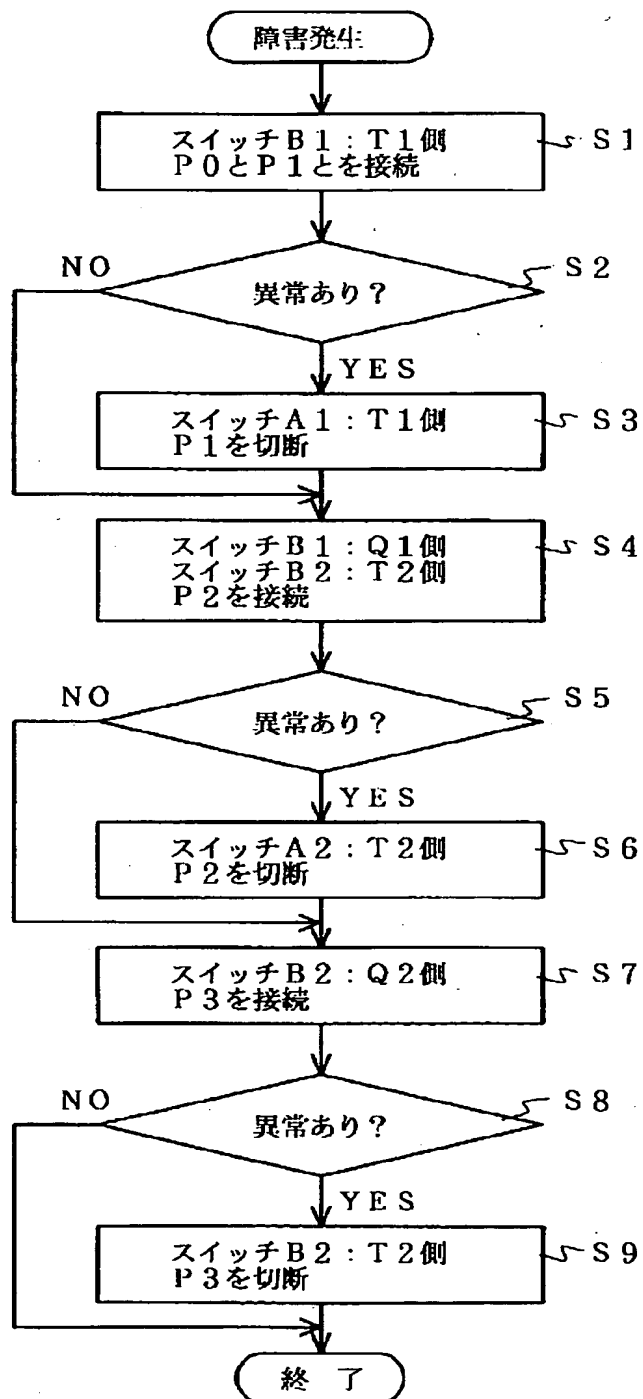 障害発生
スイッチB1:T1側
P0とP1とを接続
S1
異常あり?
S2
NO
YES
スイッチA1:T1側
P1を切断
S3
スイッチB1:Q1側
スイッチB2:T2側
P2を接続
S4
異常あり?
S5
NO
YES
スイッチA2:T2側
P2を切断
S6
スイッチB2:Q2側
P3を接続
S7
異常あり?
S8
NO
YES
スイッチB2:T2側
P3を切断
S9
終了